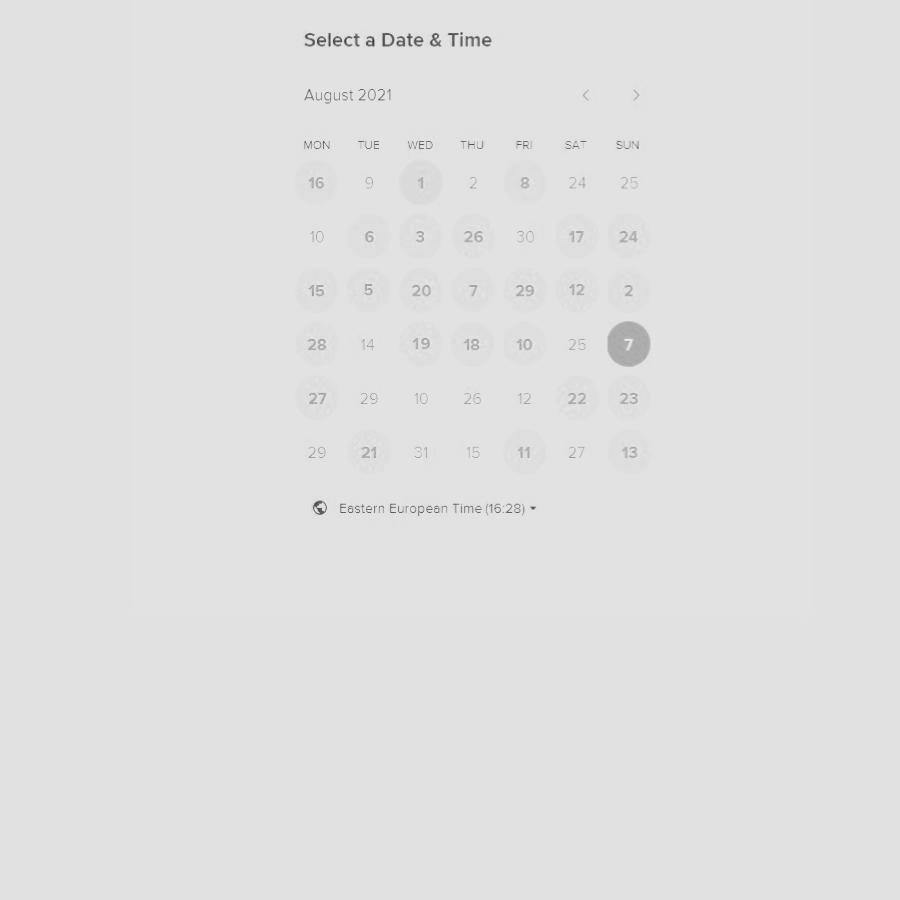 Select a Date & Time
August 2021
MON TUE WED THU FRI SAT SUN
16 9 1 2 8 24 25
10 6 3 26 30 17 24
15 5 20 7 29 12 2
28 14 19 18 10 25 7
27 29 10 26 12 22 23
29 21 31 15 11 27 13
Eastern European Time (16:28)